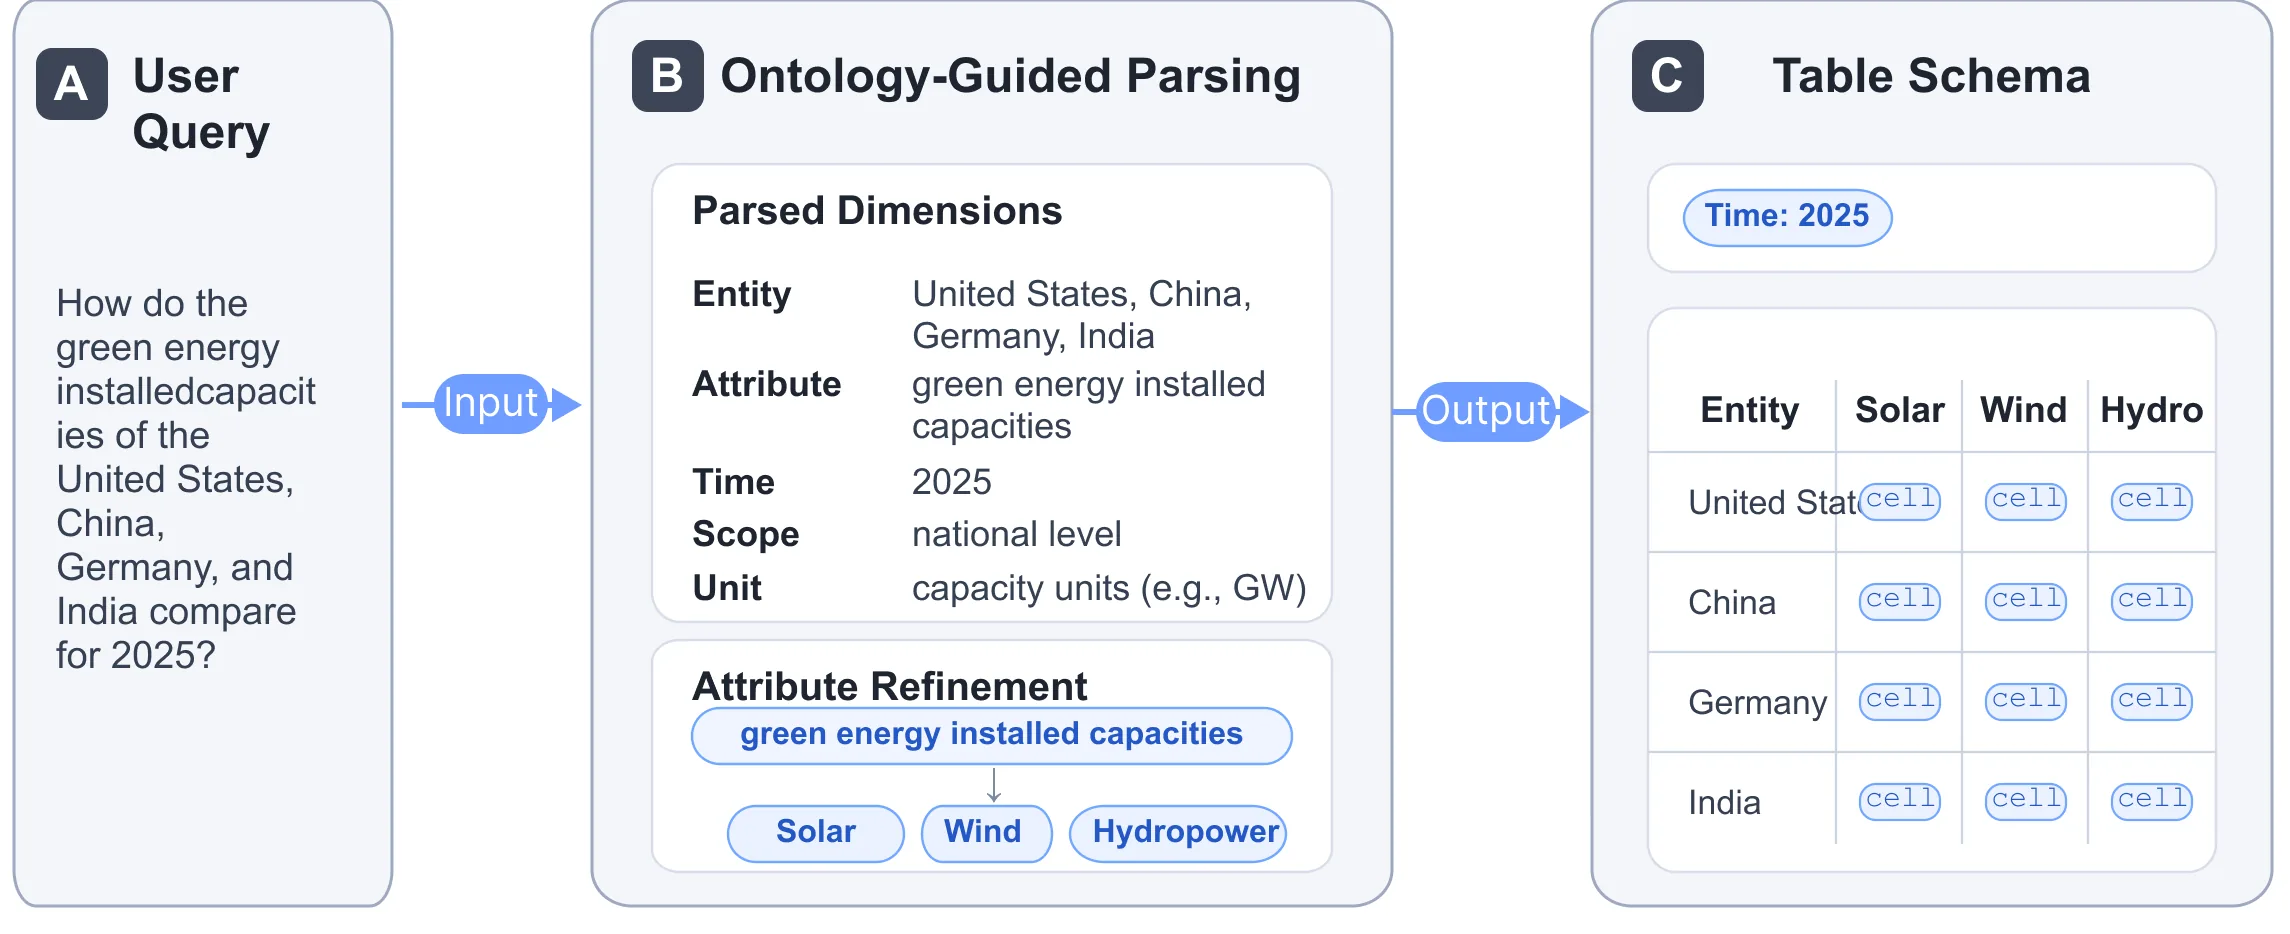 A
User
Query
How do the
green energy
installedcapacit
ies of the
United States,
China,
Germany, and
India compare
for 2025?
Input
B
Ontology-Guided Parsing
Parsed Dimensions
Entity United States, China,
Germany, India
Attribute green energy installed
capacities
Time 2025
Scope national level
Unit capacity units (e.g., GW)
Attribute Refinement
green energy installed capacities
Solar Wind Hydropower
Output
C
Table Schema
Time: 2025
Entity Solar Wind Hydro
United State cell cell cell
China cell cell cell
Germany cell cell cell
India cell cell cell